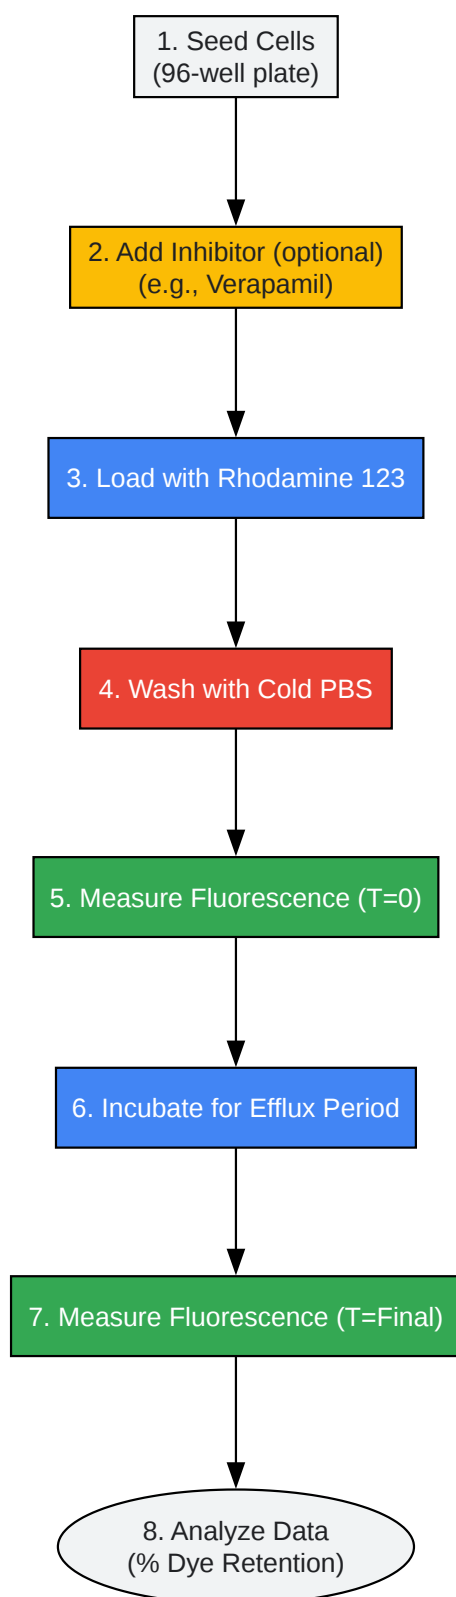 1. Seed Cells
(96-well plate)
2. Add Inhibitor (optional)
(e.g., Verapamil)
3. Load with Rhodamine 123
4. Wash with Cold PBS
5. Measure Fluorescence (T=0)
6. Incubate for Efflux Period
7. Measure Fluorescence (T=Final)
8. Analyze Data
(% Dye Retention)